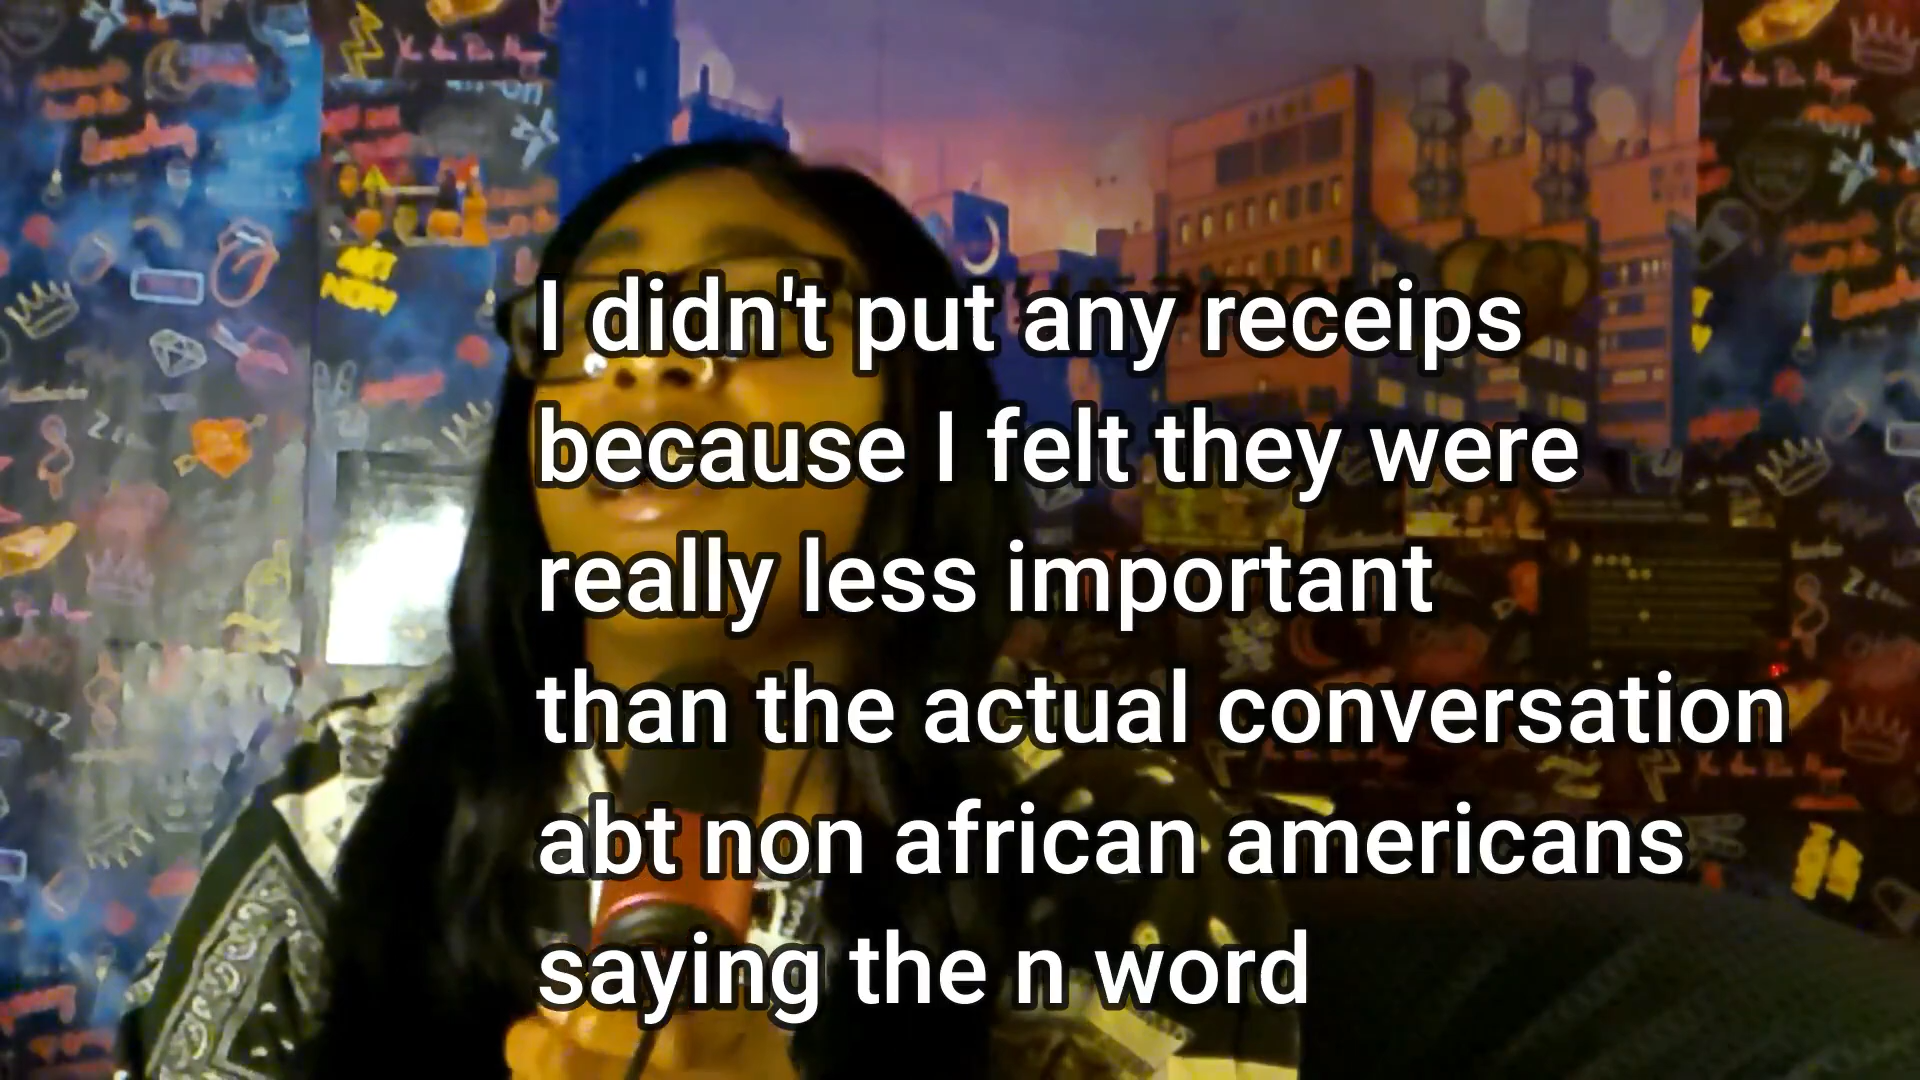 I didn't put any receips
because I felt they were
really less important
than the actual conversation
abt non african americans
saying the n word